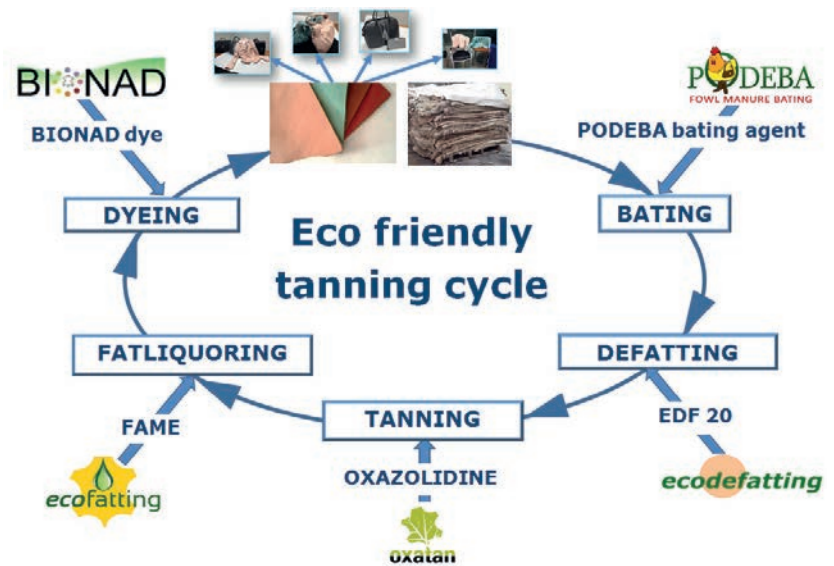 BIONAD
BIONAD dye
PODEBA
FOWL MANURE BATING
PODEBA bating agent
DYEING
BATING
Eco friendly
tanning cycle
FATLIQUORING
DEFATTING
TANNING
FAME
EDF 20
OXAZOLIDINE
ecofatting
ecodefatting
oxatan